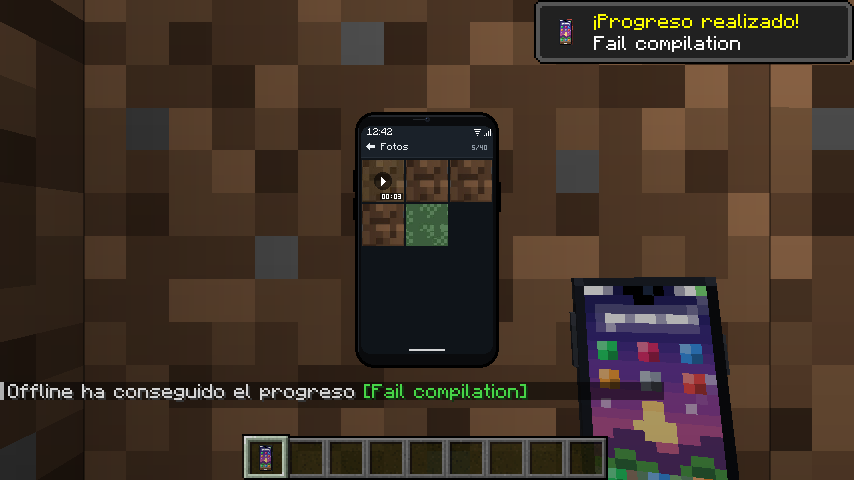 ¡Progreso realizado!
Fail compilation
12:42
Fotos
5/40
00:03
Offline ha conseguido el progreso [Fail compilation]